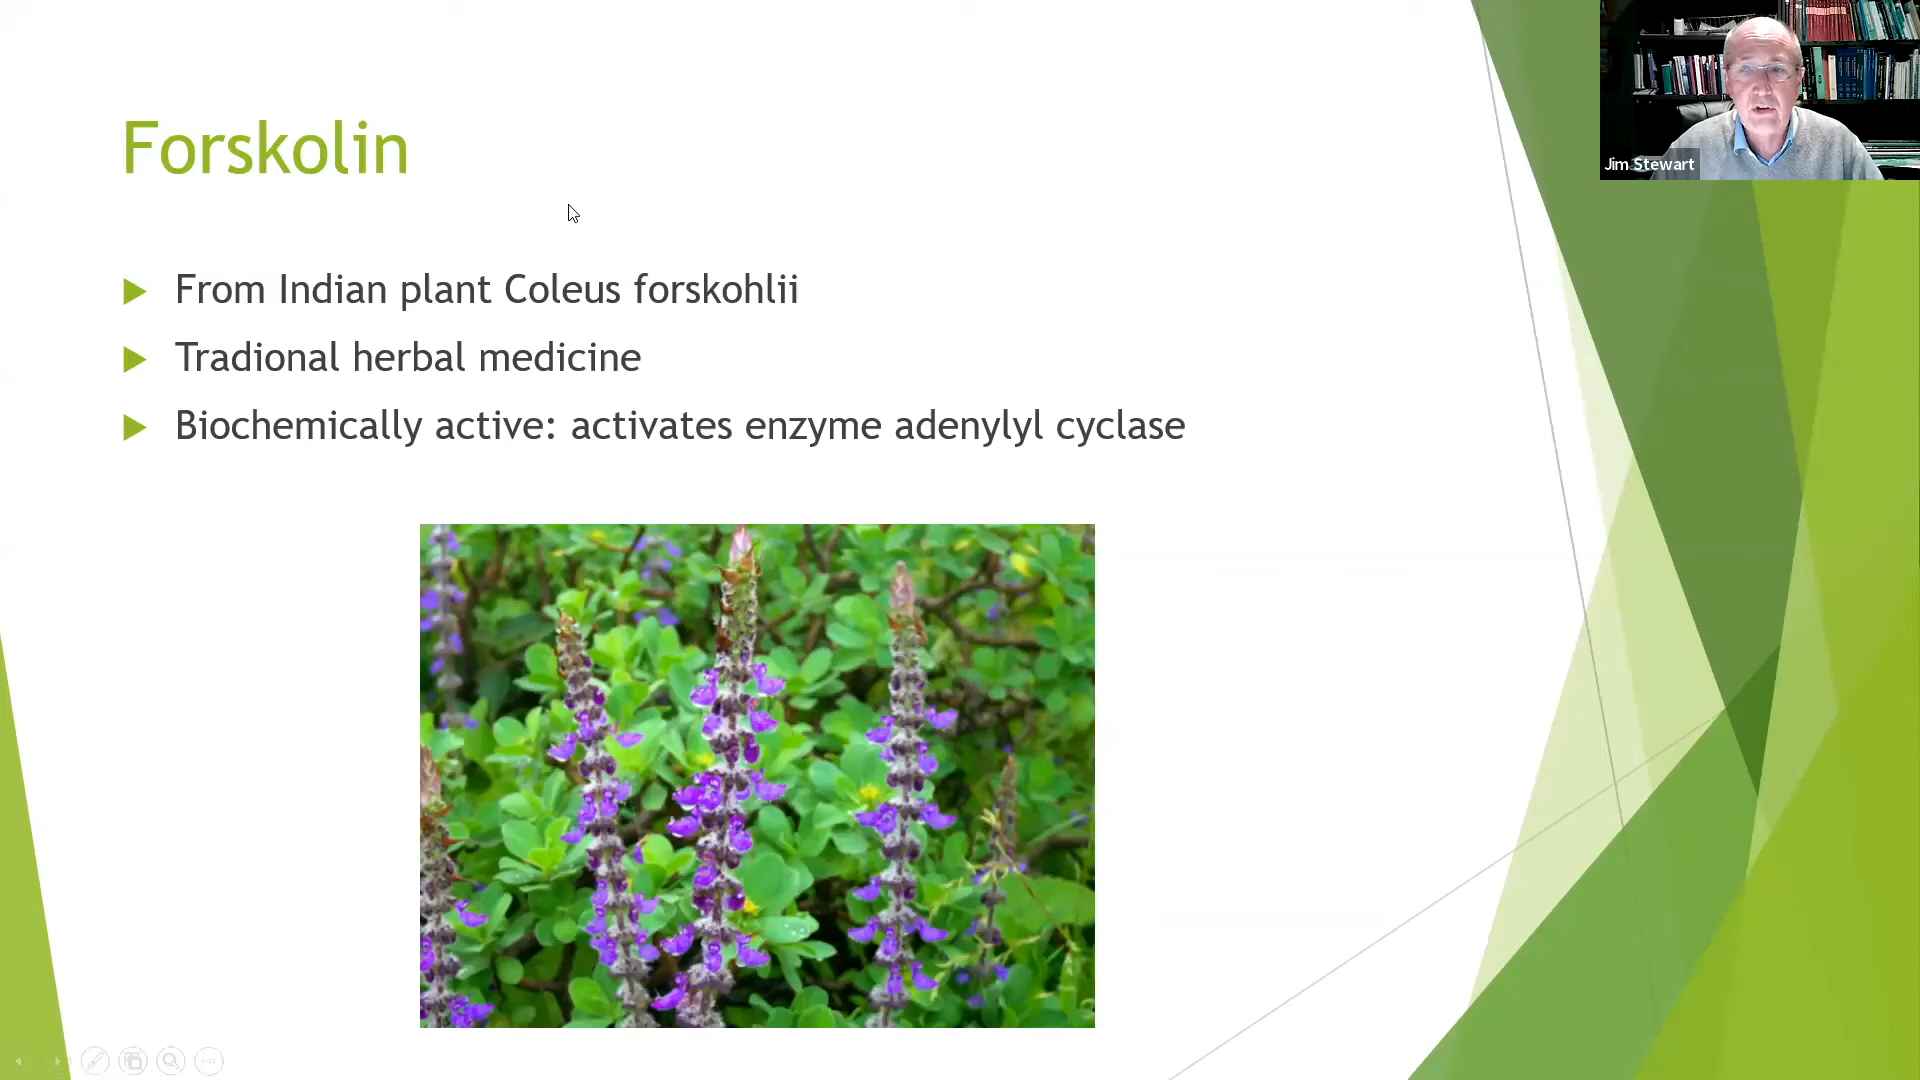 Forskolin
From Indian plant Coleus forskohlii
Tradional herbal medicine
Biochemically active: activates enzyme adenylyl cyclase
Jim Stewart